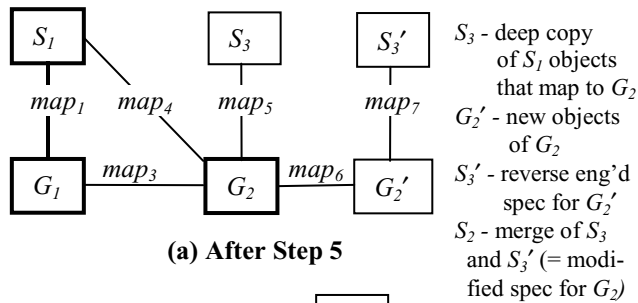 S₁ S₃ S₃′
map₁ map₄ map₅ map₇
G₁ map₃ G₂ map₆ G₂′
(a) After Step 5
S₃ - deep copy
of S₁ objects
that map to G₂
G₂′ - new objects
of G₂
S₃′ - reverse eng'd
spec for G₂′
S₂ - merge of S₃
and S₃′ (= modi-
fied spec for G₂)